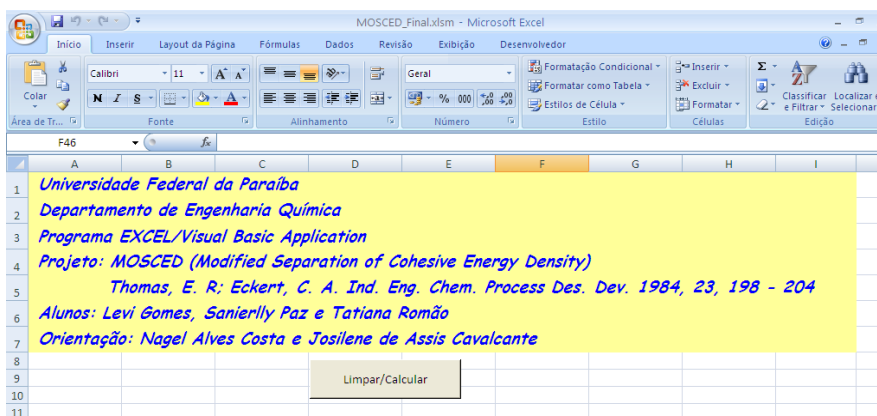 MOSCED_Final.xlsm - Microsoft Excel
Início Inserir Layout da Página Fórmulas Dados Revisão Exibição Desenvolvedor
Colar
Calibri 11 A A
N I S
Geral
% 000 ,00 ,00
Formatação Condicional
Formatar como Tabela
Estilos de Célula
Inserir
Excluir
Formatar
Σ
Classificar e Filtrar
Localizar e Selecionar
Área de Tr... Fonte Alinhamento Número Estilo Células Edição
F46 fx
A B C D E F G H I
1 Universidade Federal da Paraíba
2 Departamento de Engenharia Química
3 Programa EXCEL/Visual Basic Application
4 Projeto: MOSCED (Modified Separation of Cohesive Energy Density)
5 Thomas, E. R; Eckert, C. A. Ind. Eng. Chem. Process Des. Dev. 1984, 23, 198 - 204
6 Alunos: Levi Gomes, Sanierlly Paz e Tatiana Romão
7 Orientação: Nagel Alves Costa e Josilene de Assis Cavalcante
8
9 Limpar/Calcular
10
11